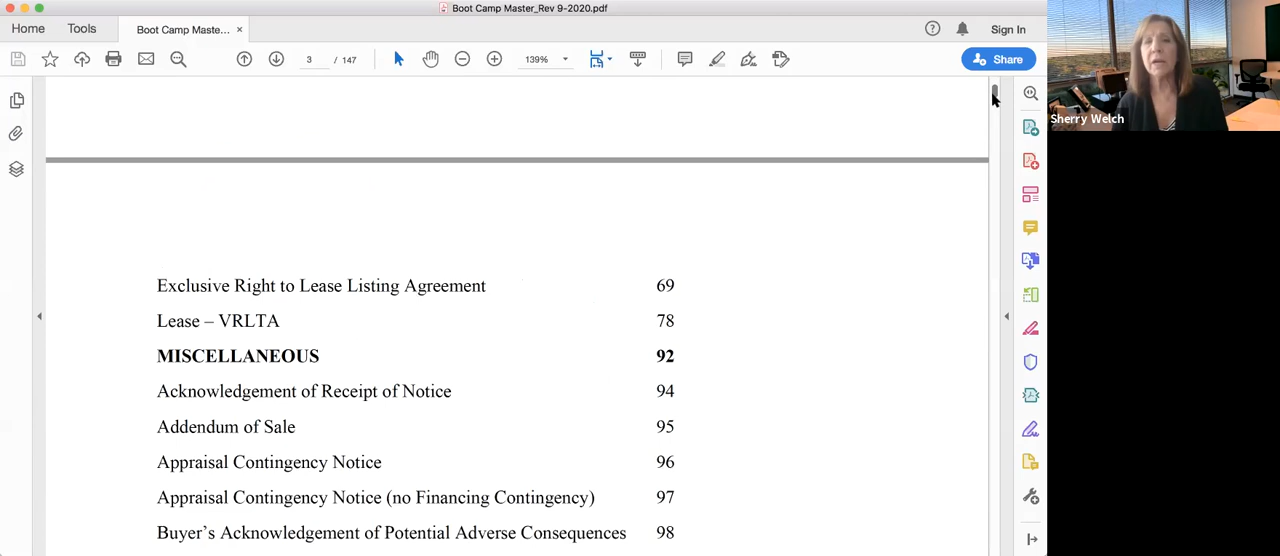 Boot Camp Master_Rev 9-2020.pdf
Home
Tools
Boot Camp Maste...
×
Sign In
3 / 147
139%
Share
Sherry Welch
Exclusive Right to Lease Listing Agreement 69
Lease – VRLTA 78
MISCELLANEOUS 92
Acknowledgement of Receipt of Notice 94
Addendum of Sale 95
Appraisal Contingency Notice 96
Appraisal Contingency Notice (no Financing Contingency) 97
Buyer's Acknowledgement of Potential Adverse Consequences 98